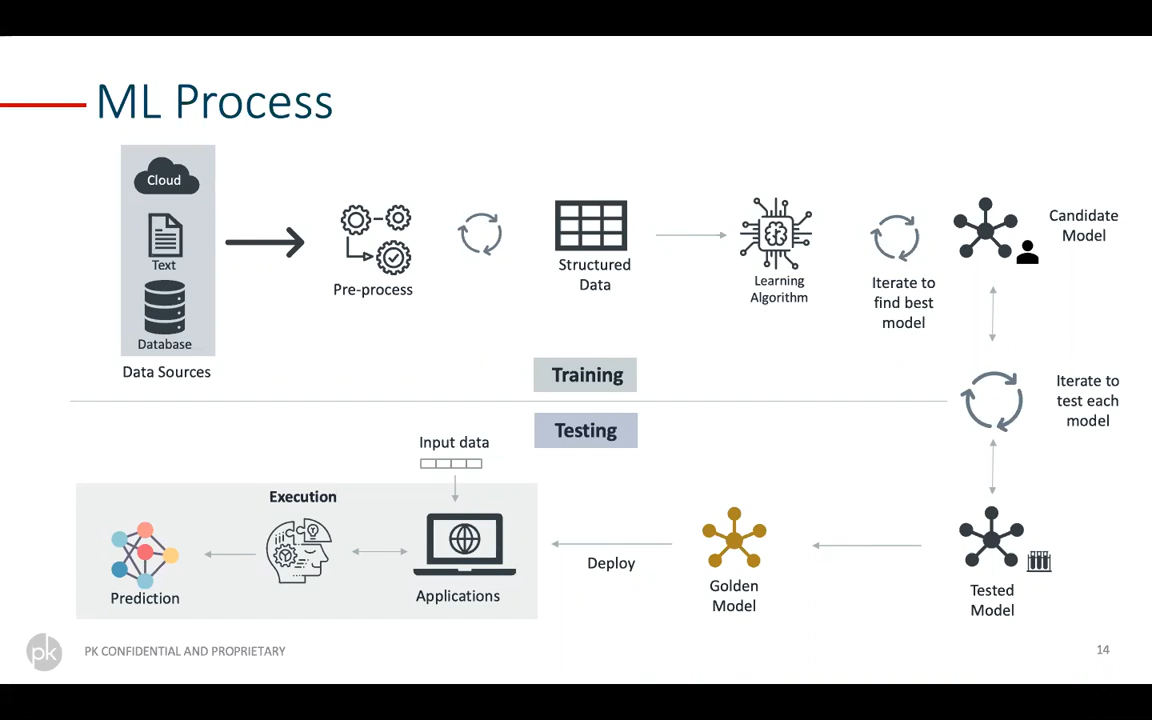 ML Process
Cloud
Text
Database
Data Sources
Pre-process
Structured
Data
Learning
Algorithm
Iterate to
find best
model
Candidate
Model
Training
Iterate to
test each
model
Testing
Input data
Execution
Prediction
Applications
Deploy
Golden
Model
Tested
Model
pk
PK CONFIDENTIAL AND PROPRIETARY
14